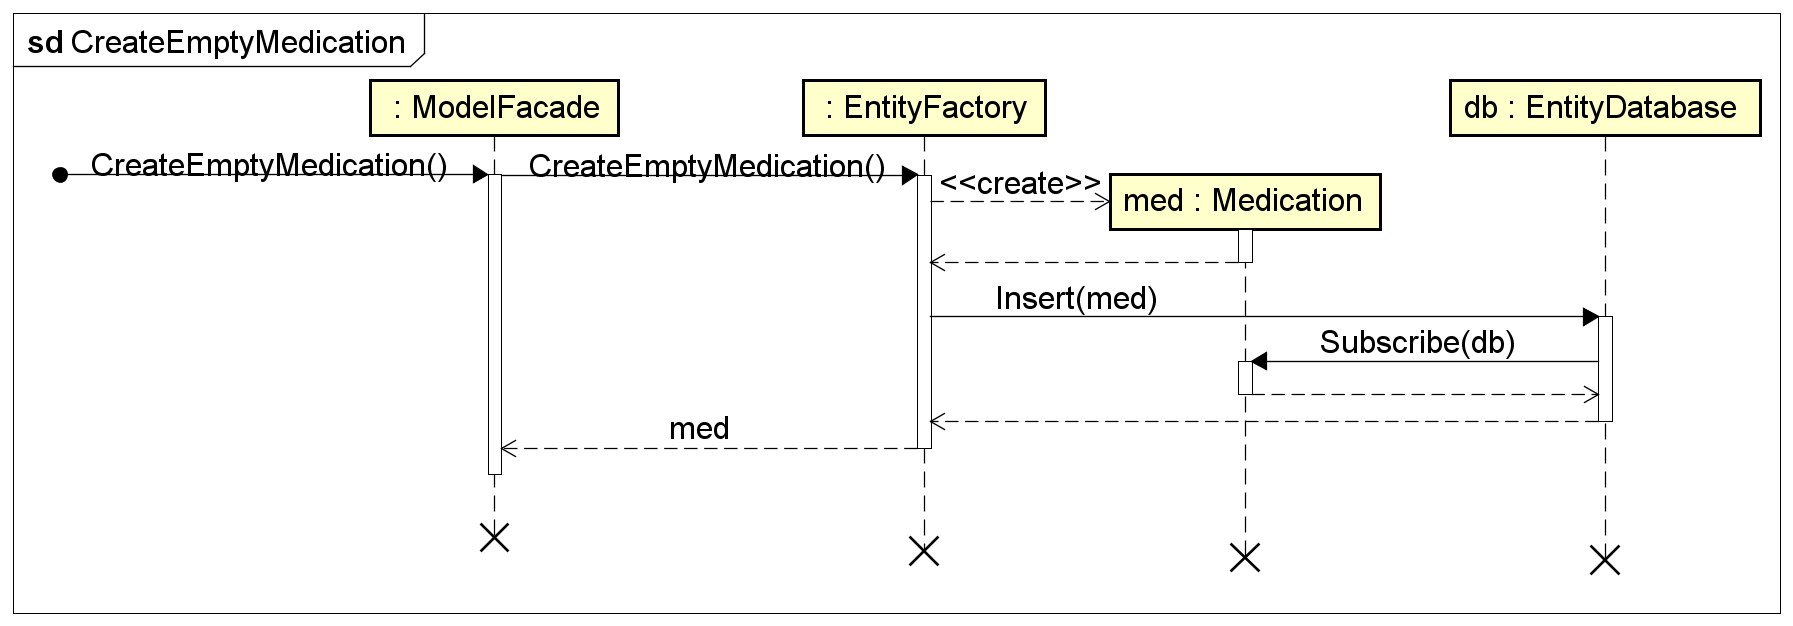 sd CreateEmptyMedication
: ModelFacade
: EntityFactory
db : EntityDatabase
CreateEmptyMedication()
CreateEmptyMedication()
<<create>>
med : Medication
Insert(med)
Subscribe(db)
med